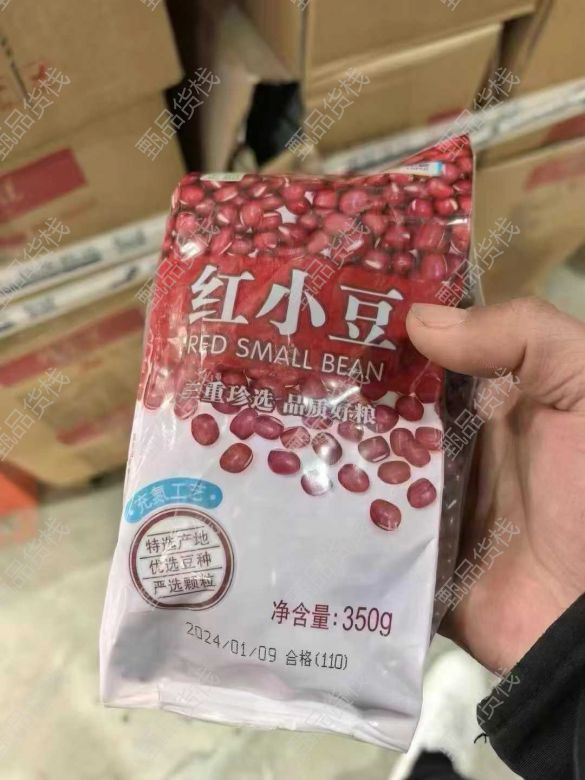 红小豆
RED SMALL BEAN
三重珍选 品质好粮
充氮工艺
特选产地
优选豆种
严选颗粒
净含量:350g
2024/01/09 合格(110)
甄品货栈